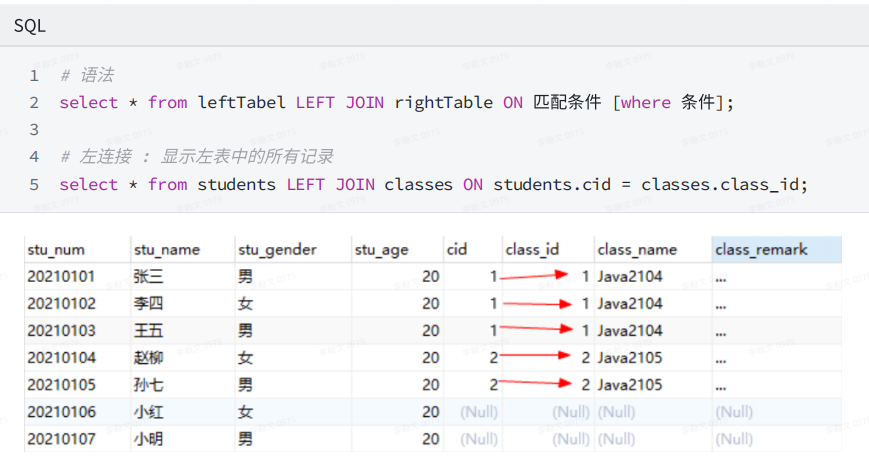 SQL
1 # 语法
2 select * from leftTabel LEFT JOIN rightTable ON 匹配条件 [where 条件];
3
4 # 左连接 : 显示左表中的所有记录
5 select * from students LEFT JOIN classes ON students.cid = classes.class_id;
stu_num stu_name stu_gender stu_age cid class_id class_name class_remark
20210101 张三 男 20 1 1 Java2104 ...
20210102 李四 女 20 1 1 Java2104 ...
20210103 王五 男 20 1 1 Java2104 ...
20210104 赵柳 女 20 2 2 Java2105 ...
20210105 孙七 男 20 2 2 Java2105 ...
20210106 小红 女 20 (Null) (Null) (Null) (Null)
20210107 小明 男 20 (Null) (Null) (Null) (Null)